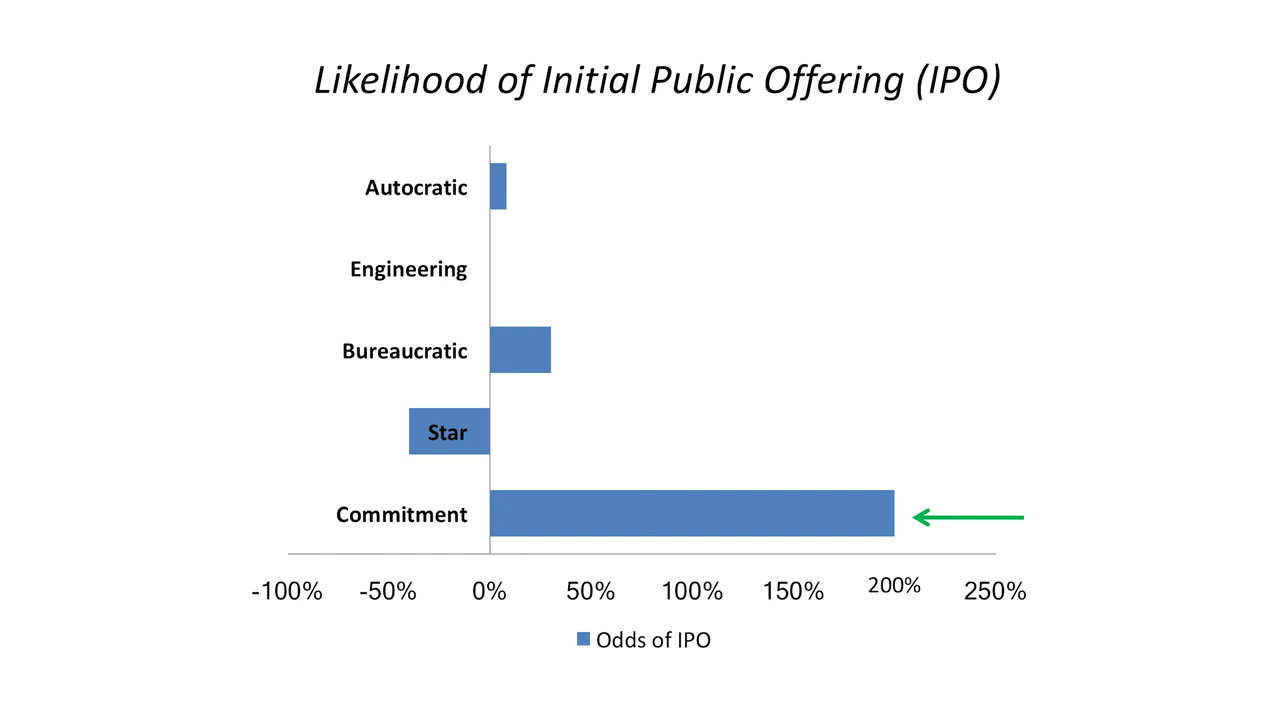 Likelihood of Initial Public Offering (IPO)
Autocratic
Engineering
Bureaucratic
Star
Commitment
-100% -50% 0% 50% 100% 150% 200% 250%
Odds of IPO